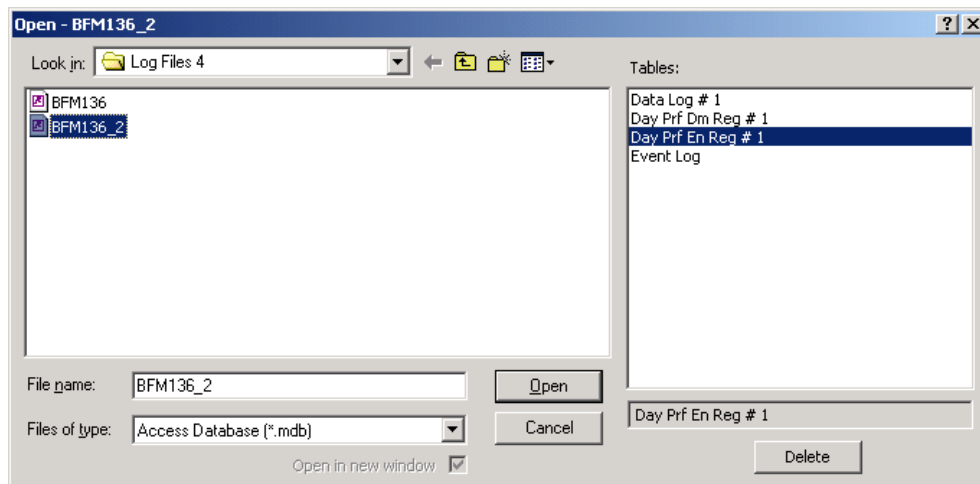 Open - BFM136_2
Look in: Log Files 4
BFM136
BFM136_2
File name: BFM136_2
Open
Files of type: Access Database (*.mdb)
Cancel
Open in new window
Tables:
Data Log # 1
Day Prf Dm Reg # 1
Day Prf En Reg # 1
Event Log
Day Prf En Reg # 1
Delete